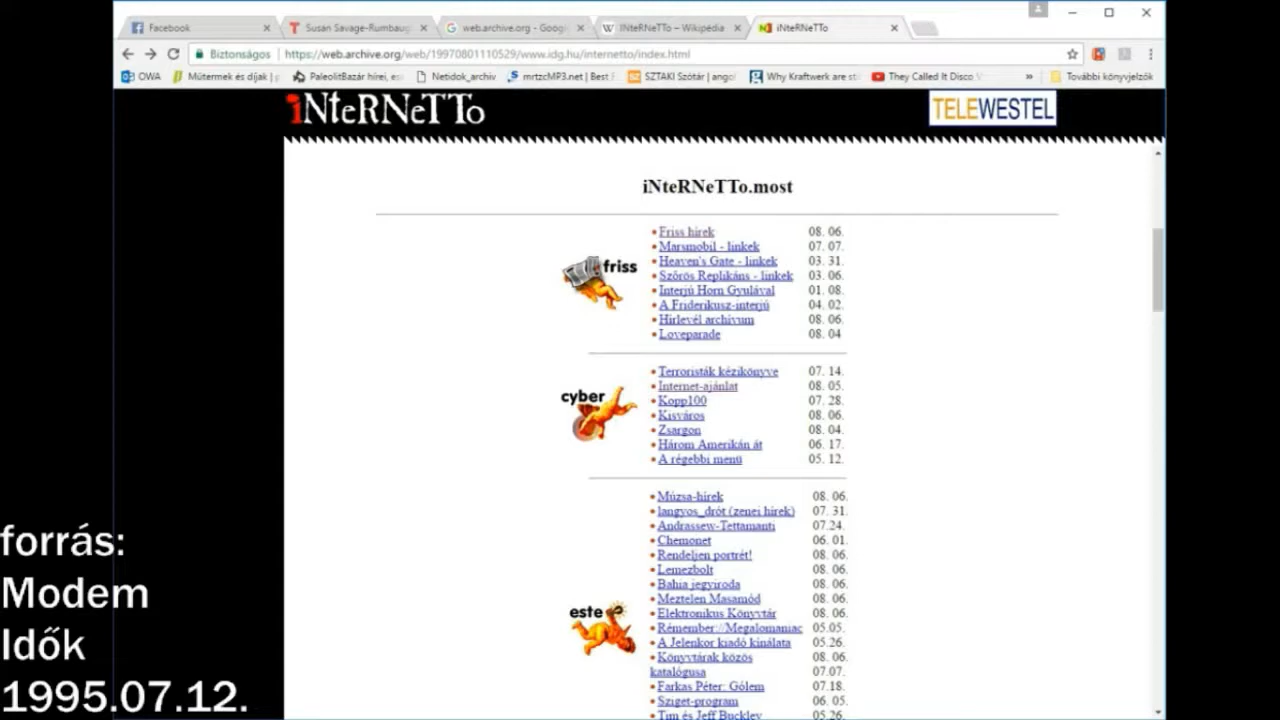 Facebook
Susan Savage-Rumbaug
web.archive.org - Googl
INteRNeTTo – Wikipédia
iNteRNeTTo
Biztonságos
https://web.archive.org/web/19970801110529/www.idg.hu/internetto/index.html
OWA
Műtermek és díjak |
PaleolitBazár hírei, es
Netidok_archiv
mrtzcMP3.net | Best F
SZTAKI Szótár | angol
Why Kraftwerk are sti
They Called It Disco
»
További könyvjelzők
iNteRNeTTo
TELEWESTEL
iNteRNeTTo.most
friss
Friss hírek 08. 06.
Marsmobil - linkek 07. 07.
Heaven's Gate - linkek 03. 31.
Szőrös Replikáns - linkek 03. 06.
Interjú Horn Gyulával 01. 08.
A Friderikusz-interjú 04. 02.
Hírlevél archívum 08. 06.
Loveparade 08. 04
cyber
Terroristák kézikönyve 07. 14.
Internet-ajánlat 08. 05.
Kopp100 07. 28.
Kisváros 08. 06.
Zsargon 08. 04.
Három Amerikán át 06. 17.
A régebbi menü 05. 12.
este
Múzsa-hírek 08. 06.
langyos_drót (zenei hírek) 07. 31.
Andrassew-Tettamanti 07.24.
Chemonet 06. 01.
Rendeljen portrét! 08. 06.
Lemezbolt 08. 06.
Bahia jegyiroda 08. 06.
Meztelen Masamód 08. 06.
Elektronikus Könyvtár 08. 06.
Rémember://Megalomaniac 05.05.
A Jelenkor kiadó kínálata 05.26.
Könyvtárak közös 08. 06.
katalógusa 07.07.
Farkas Péter: Gólem 07.18.
Sziget-program 06. 05.
Tim és Jeff Buckley 05.26.
forrás:
Modem
Idők
1995.07.12.